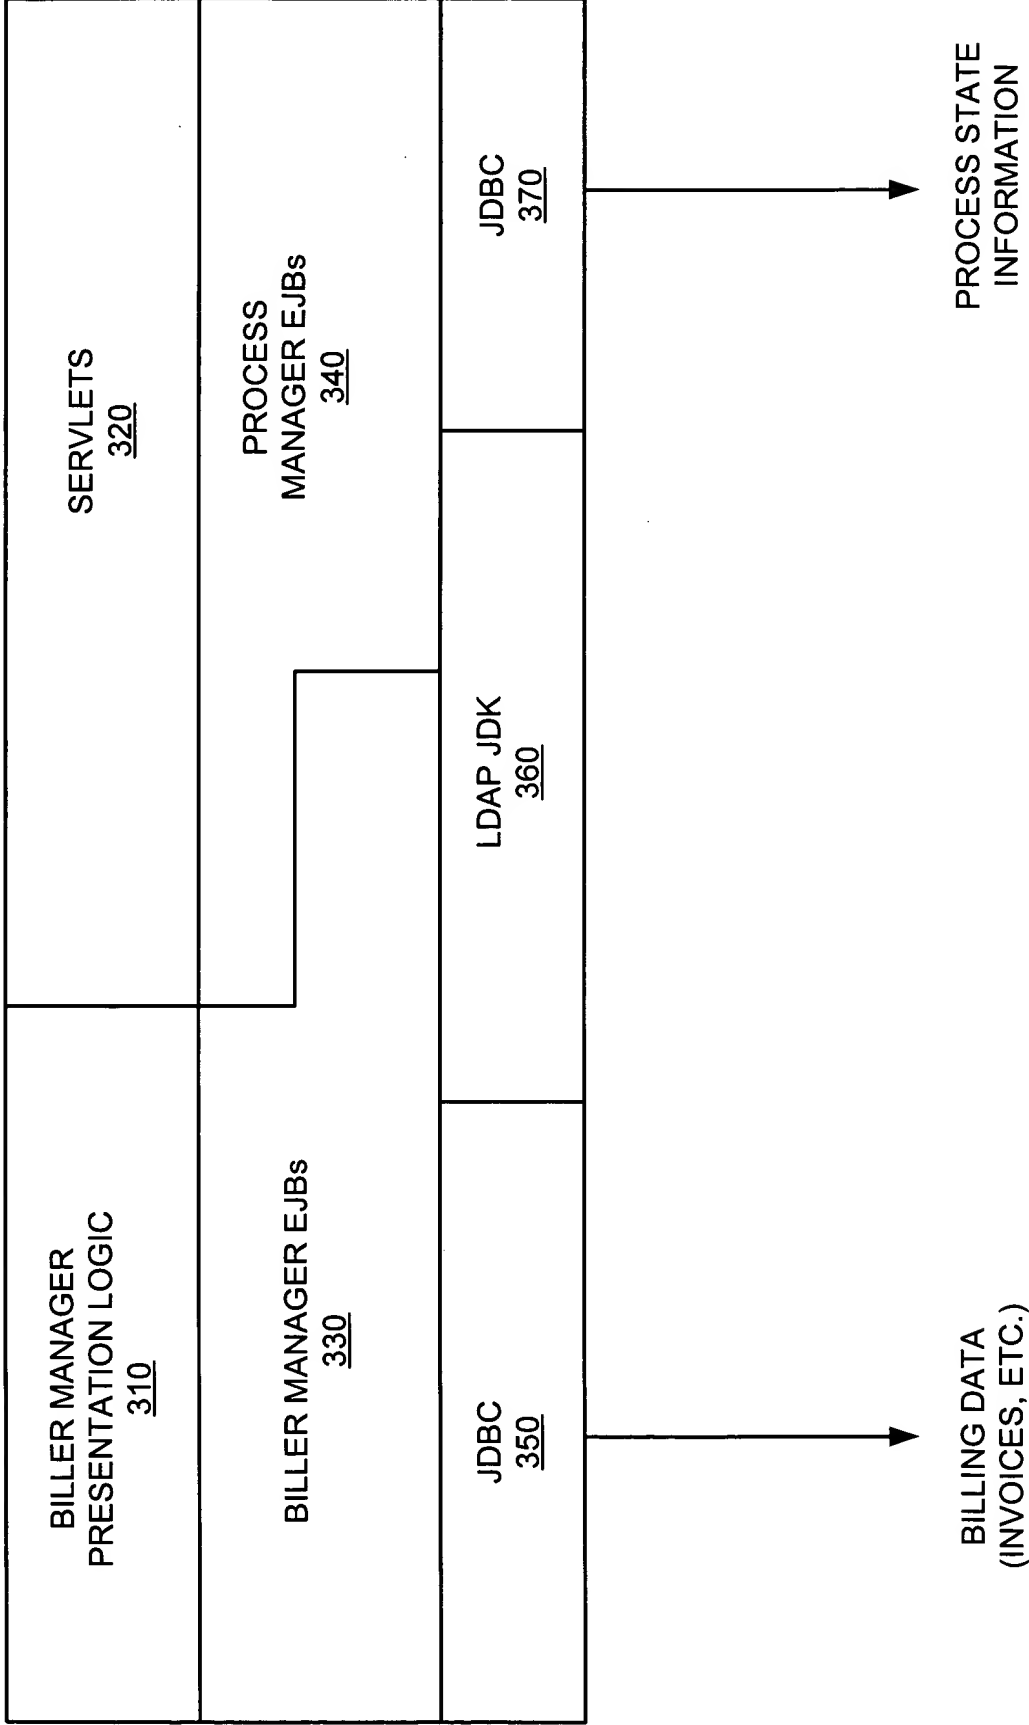 BILLER MANAGER
PRESENTATION LOGIC
310
SERVLETS
320
BILLER MANAGER EJBs
330
PROCESS
MANAGER EJBs
340
JDBC
350
LDAP JDK
360
JDBC
370
BILLING DATA
(INVOICES, ETC.)
PROCESS STATE
INFORMATION